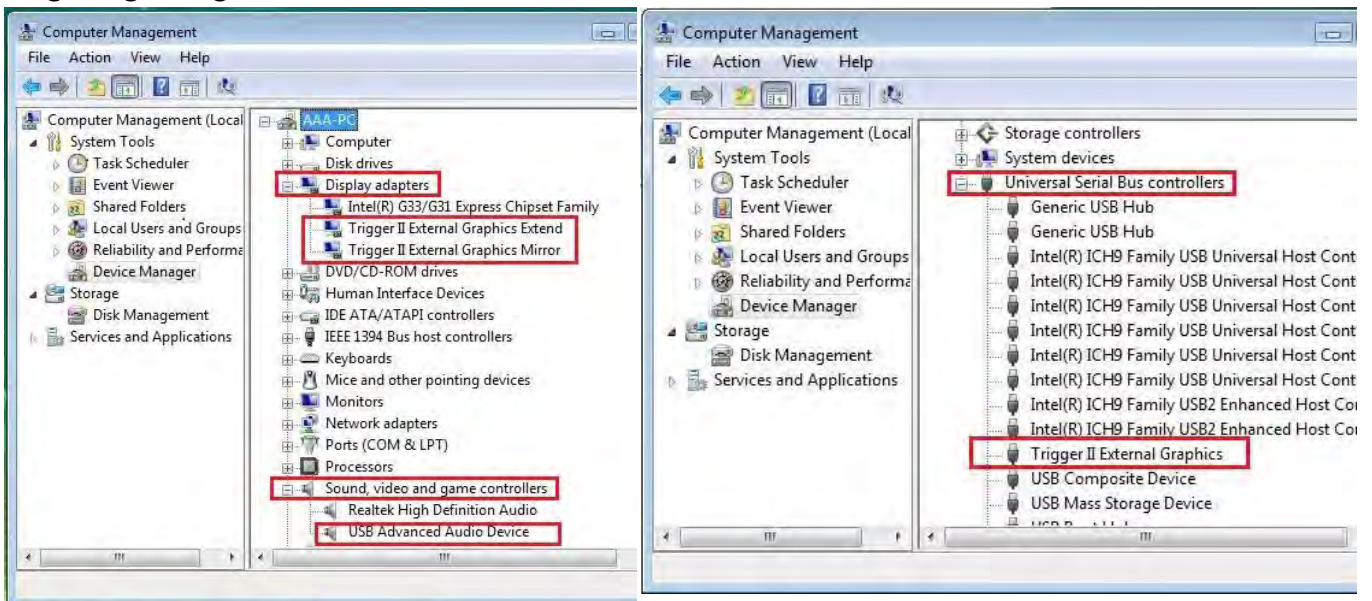 Computer Management
File Action View Help
Computer Management (Local
System Tools
Task Scheduler
Event Viewer
Shared Folders
Local Users and Groups
Reliability and Performa
Device Manager
Storage
Disk Management
Services and Applications
AAA-PC
Computer
Disk drives
Display adapters
Intel(R) G33/G31 Express Chipset Family
Trigger II External Graphics Extend
Trigger II External Graphics Mirror
DVD/CD-ROM drives
Human Interface Devices
IDE ATA/ATAPI controllers
IEEE 1394 Bus host controllers
Keyboards
Mice and other pointing devices
Monitors
Network adapters
Ports (COM & LPT)
Processors
Sound, video and game controllers
Realtek High Definition Audio
USB Advanced Audio Device
Computer Management
File Action View Help
Computer Management (Local
System Tools
Task Scheduler
Event Viewer
Shared Folders
Local Users and Groups
Reliability and Performa
Device Manager
Storage
Disk Management
Services and Applications
Storage controllers
System devices
Universal Serial Bus controllers
Generic USB Hub
Generic USB Hub
Intel(R) ICH9 Family USB Universal Host Cont
Intel(R) ICH9 Family USB Universal Host Cont
Intel(R) ICH9 Family USB Universal Host Cont
Intel(R) ICH9 Family USB Universal Host Cont
Intel(R) ICH9 Family USB Universal Host Cont
Intel(R) ICH9 Family USB Universal Host Cont
Intel(R) ICH9 Family USB2 Enhanced Host Cor
Intel(R) ICH9 Family USB2 Enhanced Host Cor
Trigger II External Graphics
USB Composite Device
USB Mass Storage Device